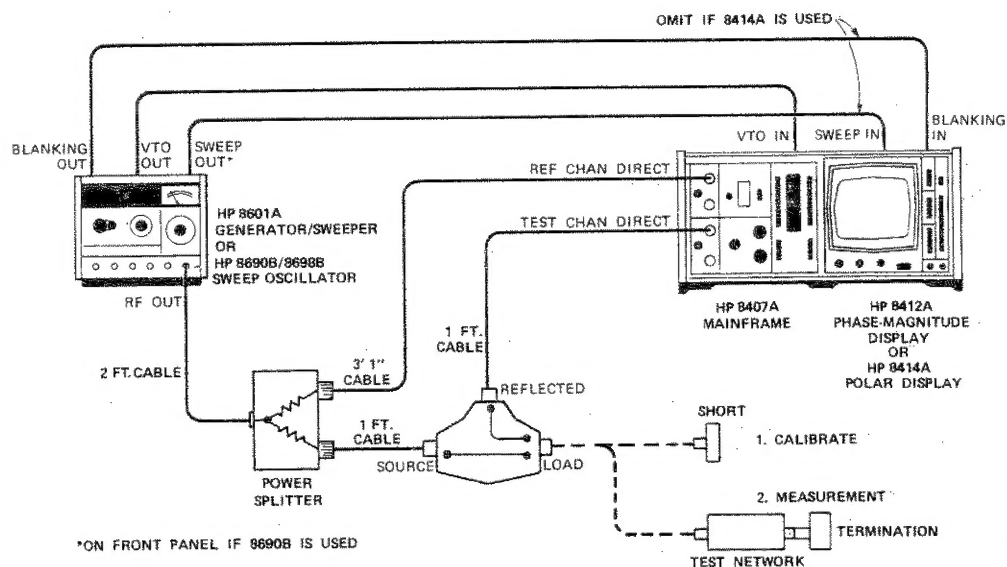 OMIT IF 8414A IS USED
BLANKING
OUT
VTO
OUT
SWEEP
OUT*
VTO IN
SWEEP IN
BLANKING
IN
REF CHAN DIRECT
TEST CHAN DIRECT
HP 8601A
GENERATOR/SWEEPER
OR
HP 8690B/8698B
SWEEP OSCILLATOR
RF OUT
HP 8407A
MAINFRAME
HP 8412A
PHASE-MAGNITUDE
DISPLAY
OR
HP 8414A
POLAR DISPLAY
1 FT.
CABLE
2 FT. CABLE
3' 1"
CABLE
REFLECTED
1 FT.
CABLE
SOURCE
LOAD
SHORT
1. CALIBRATE
POWER
SPLITTER
2. MEASUREMENT
TERMINATION
TEST NETWORK
*ON FRONT PANEL IF 8690B IS USED